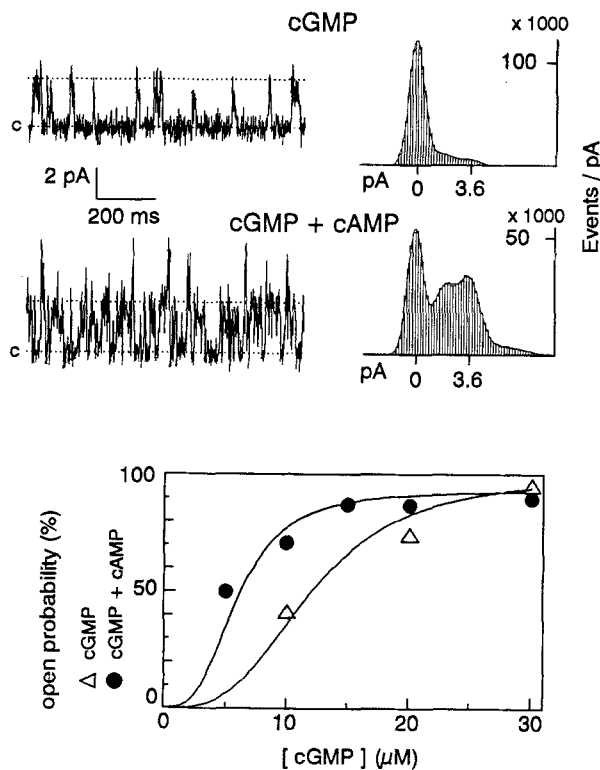 cGMP
x 1000
100
c
2 pA
200 ms
pA
0
3.6
Events / pA
cGMP + cAMP
x 1000
50
c
pA
0
3.6
100
50
0
open probability (%)
△ cGMP
● cGMP + cAMP
0
10
20
30
[ cGMP ] (µM)